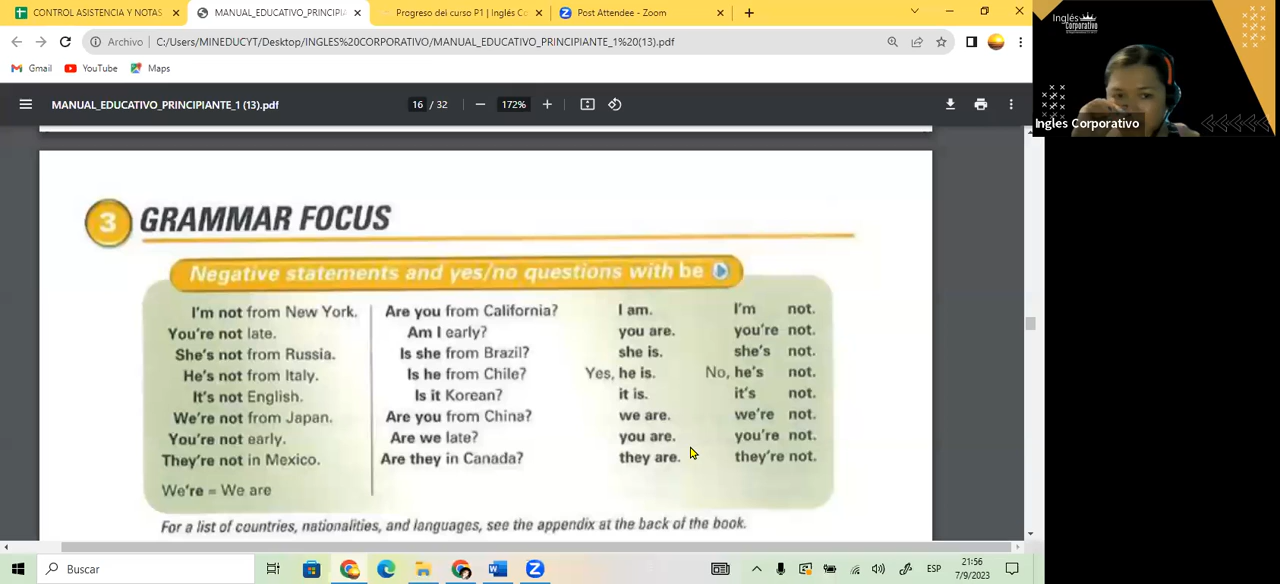 CONTROL ASISTENCIA Y NOTAS
MANUAL_EDUCATIVO_PRINCIPIA
Progreso del curso P1 | Inglés Co
Post Attendee - Zoom
Archivo
C:/Users/MINEDUCYT/Desktop/INGLES%20CORPORATIVO/MANUAL_EDUCATIVO_PRINCIPIANTE_1%20(13).pdf
Gmail
YouTube
Maps
MANUAL_EDUCATIVO_PRINCIPIANTE_1 (13).pdf
16 / 32
172%
Inglés
Corporativo
Ingles Corporativo
3 GRAMMAR FOCUS
Negative statements and yes/no questions with be
I'm not from New York. Are you from California? I am. I'm not.
You're not late. Am I early? you are. you're not.
She's not from Russia. Is she from Brazil? she is. she's not.
He's not from Italy. Is he from Chile? Yes, he is. No, he's not.
It's not English. Is it Korean? it is. it's not.
We're not from Japan. Are you from China? we are. we're not.
You're not early. Are we late? you are. you're not.
They're not in Mexico. Are they in Canada? they are. they're not.
We're = We are
For a list of countries, nationalities, and languages, see the appendix at the back of the book.
Buscar
ESP
21:56
7/9/2023